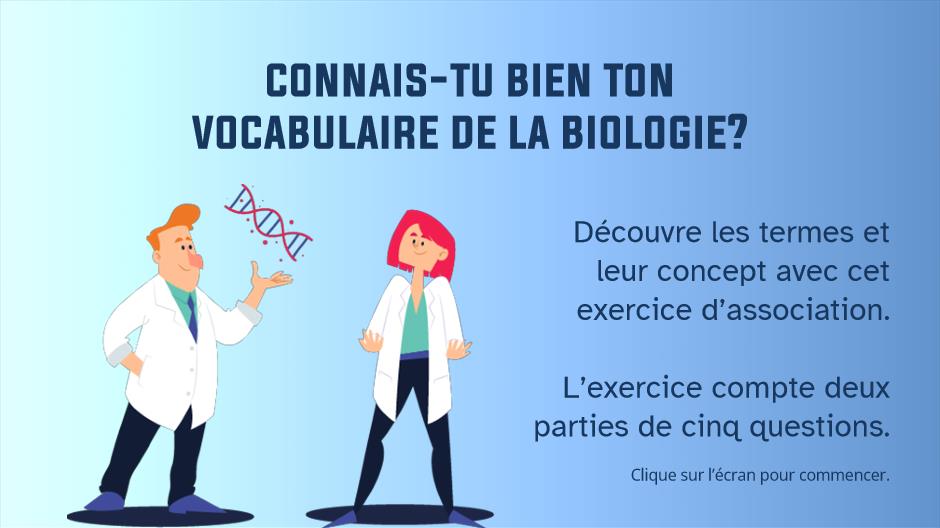 CONNAIS-TU BIEN TON
VOCABULAIRE DE LA BIOLOGIE?
Découvre les termes et
leur concept avec cet
exercice d’association.
L’exercice compte deux
parties de cinq questions.
Clique sur l’écran pour commencer.